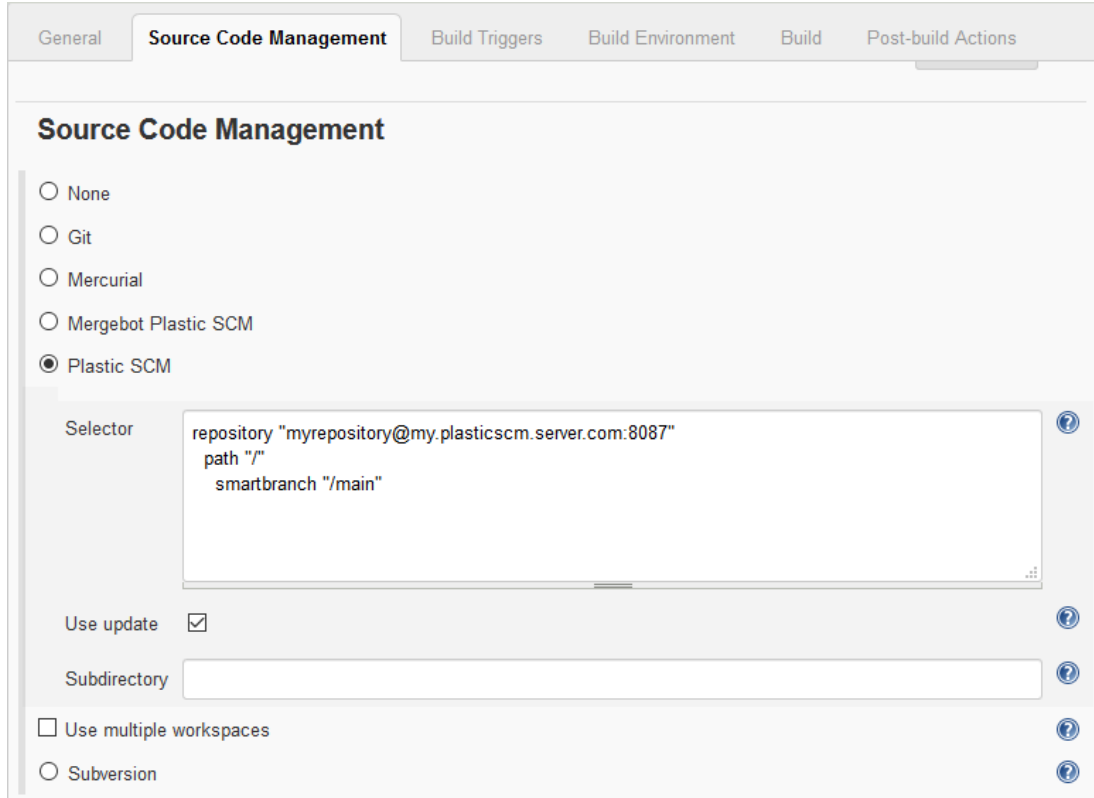 General Source Code Management Build Triggers Build Environment Build Post-build Actions
Source Code Management
None
Git
Mercurial
Mergebot Plastic SCM
Plastic SCM
Selector
repository "myrepository@my.plasticscm.server.com:8087"
path "/"
smartbranch "/main"
Use update
Subdirectory
Use multiple workspaces
Subversion